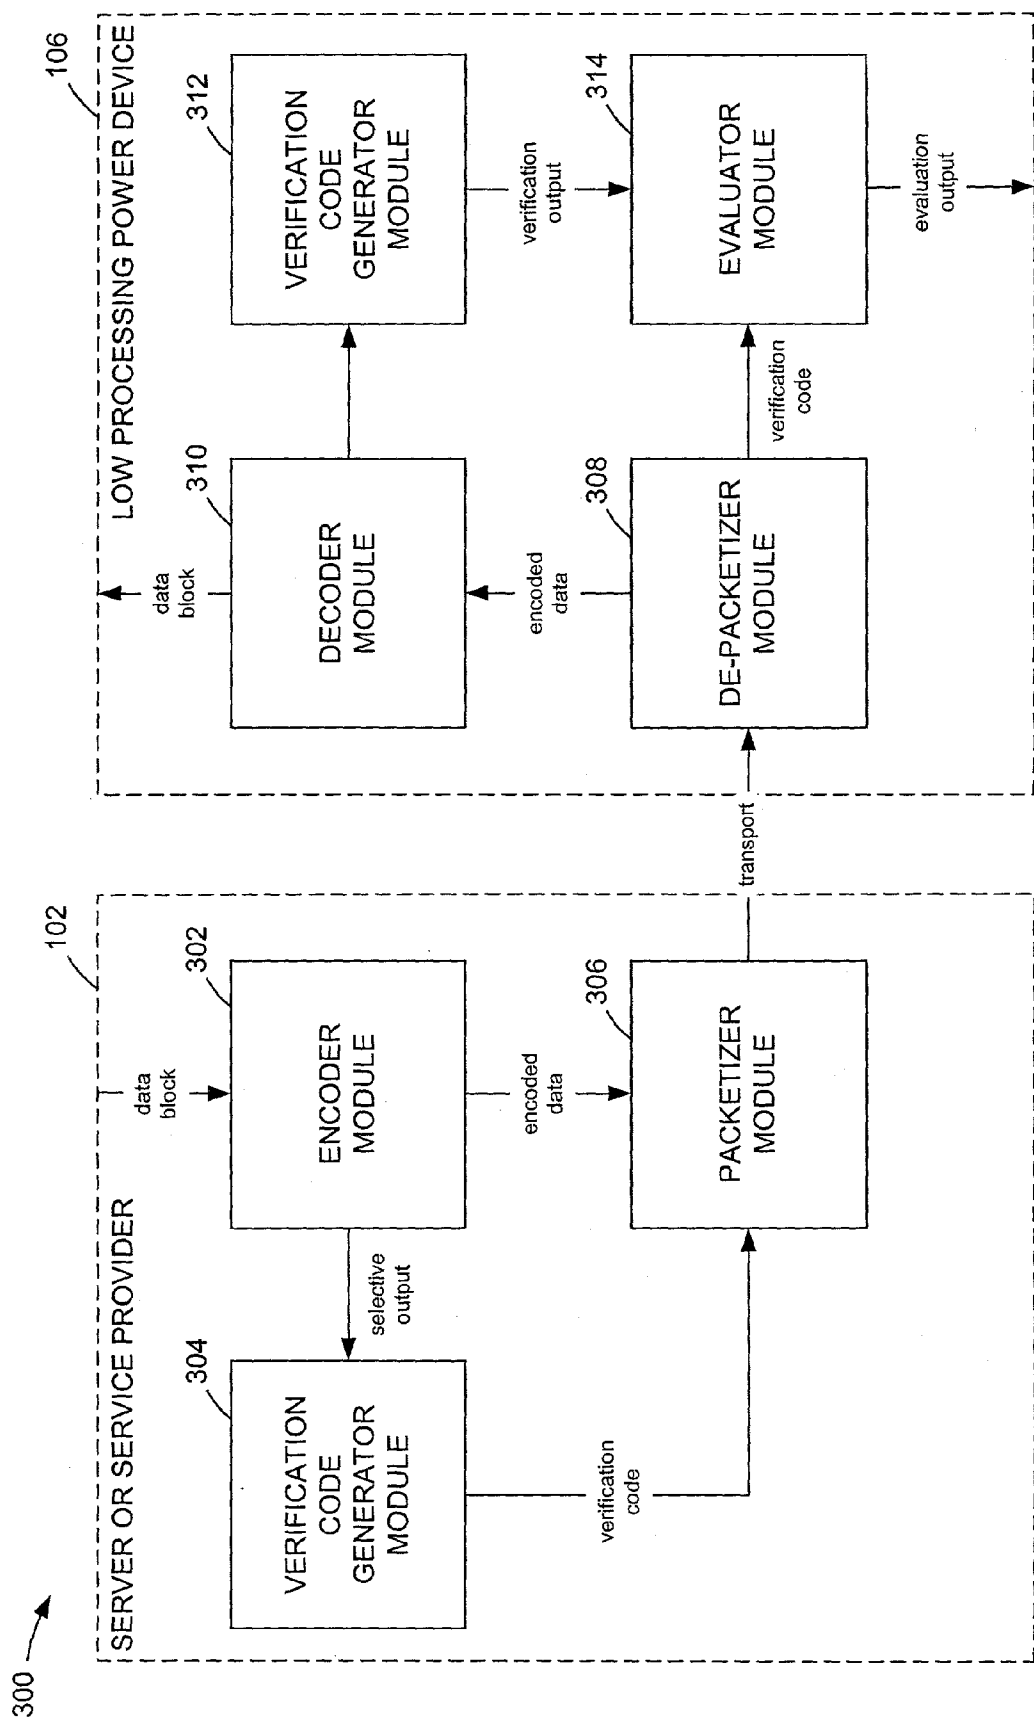 300
SERVER OR SERVICE PROVIDER
102
304
VERIFICATION
CODE
GENERATOR
MODULE
selective
output
data
block
302
ENCODER
MODULE
encoded
data
verification
code
306
PACKETIZER
MODULE
transport
LOW PROCESSING POWER DEVICE
106
data
block
310
DECODER
MODULE
312
VERIFICATION
CODE
GENERATOR
MODULE
encoded
data
verification
output
308
DE-PACKETIZER
MODULE
verification
code
314
EVALUATOR
MODULE
evaluation
output